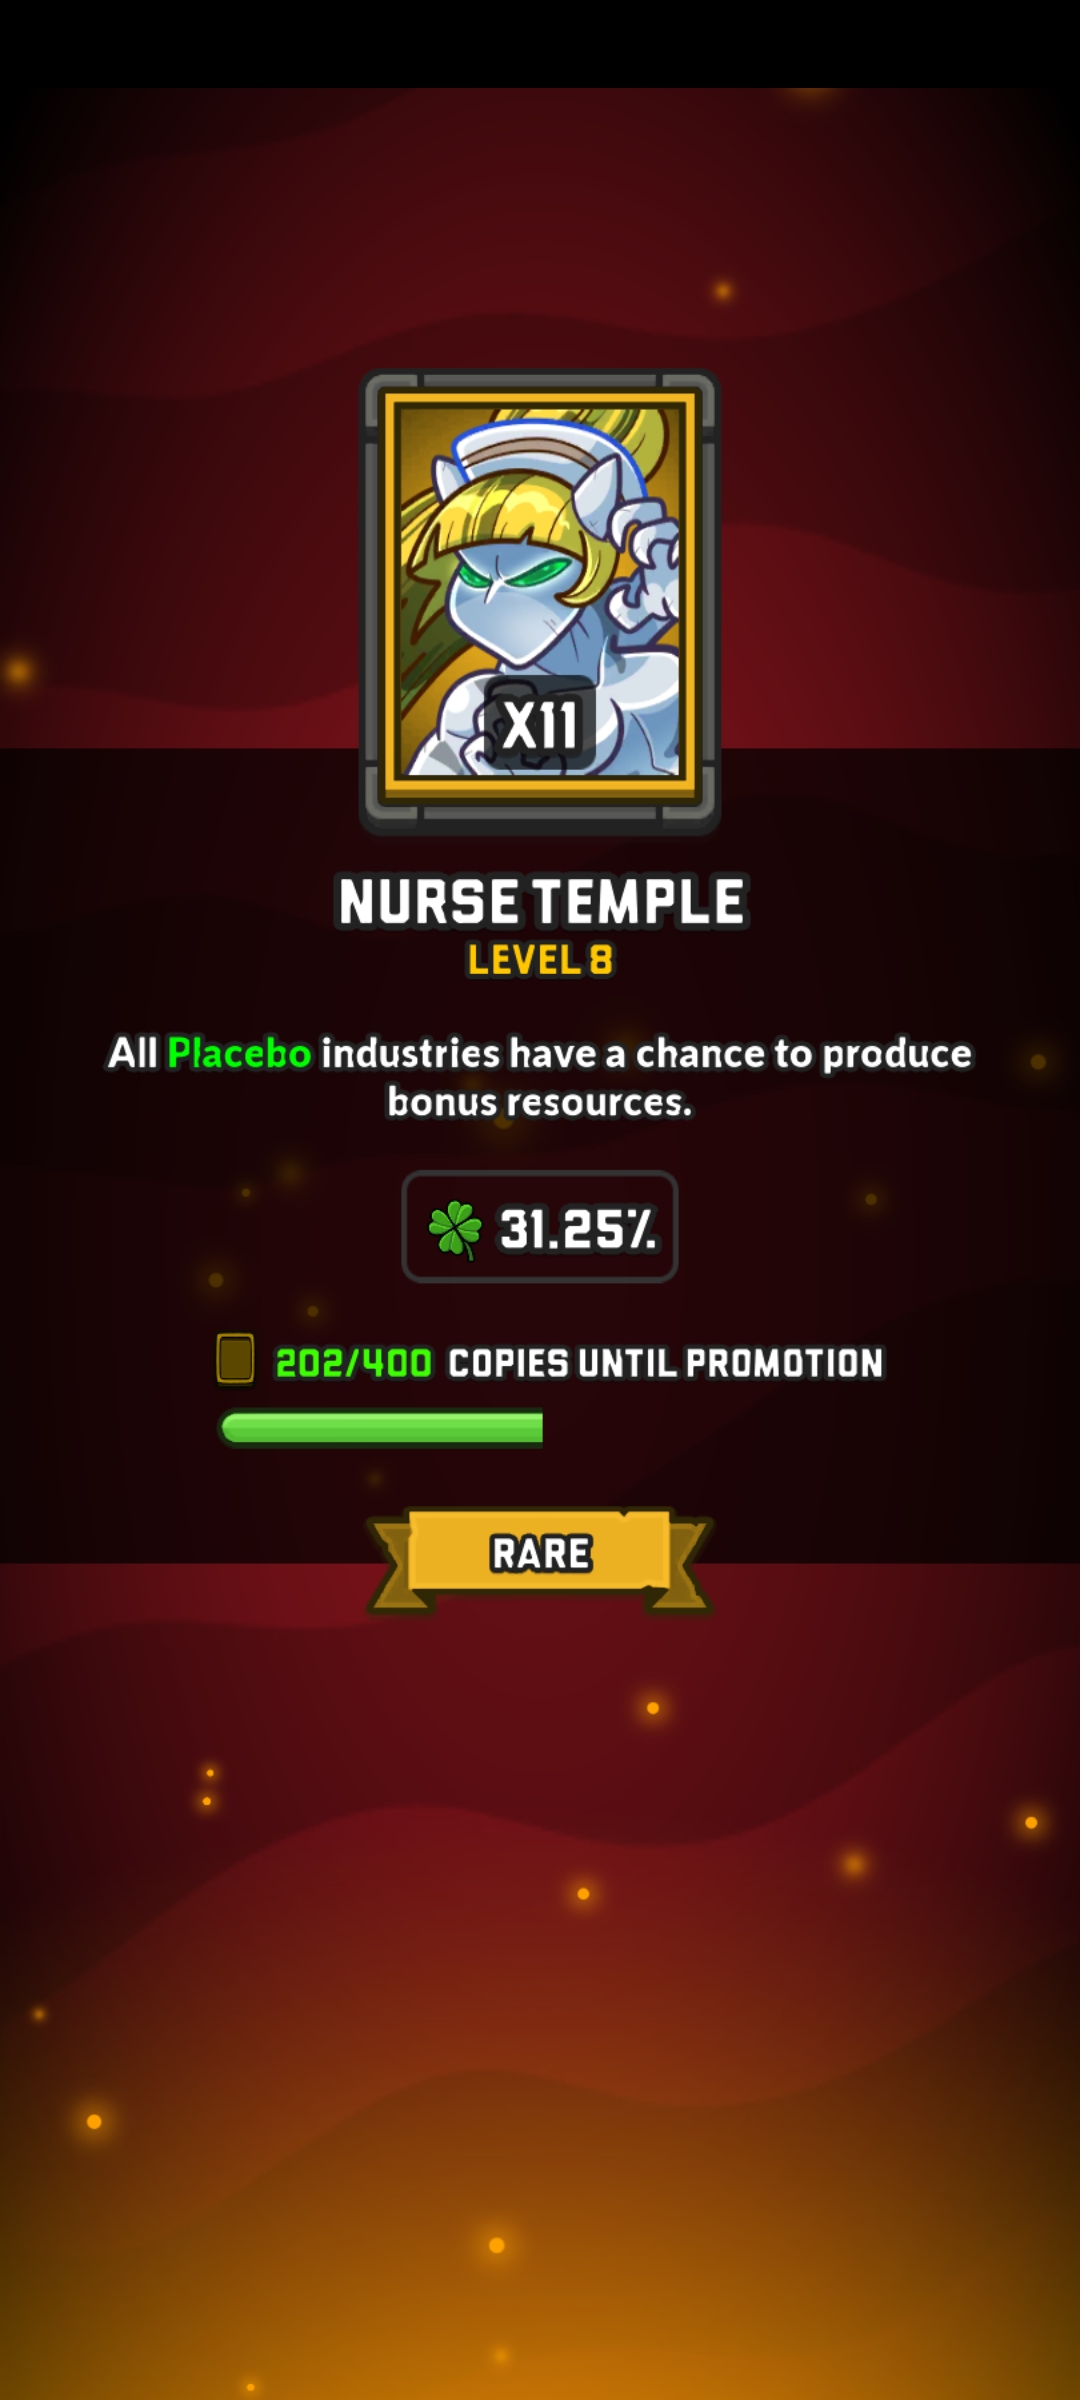 X11
NURSE TEMPLE
LEVEL 8
All Placebo industries have a chance to produce
bonus resources.
31.25%
202/400 COPIES UNTIL PROMOTION
RARE